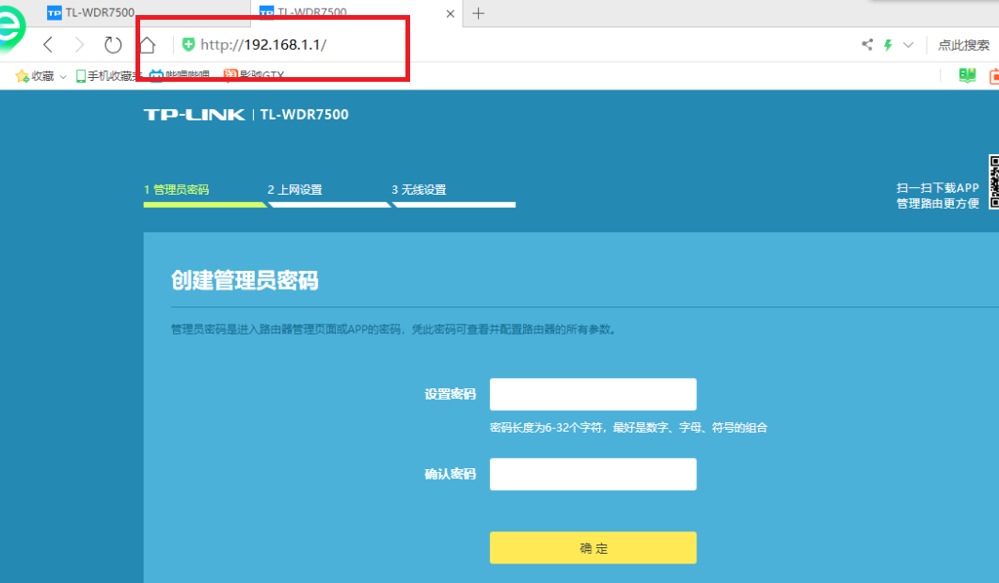 TL-WDR7500
TL-WDR7500
http://192.168.1.1/
点此搜索
收藏
手机收藏夹
哔哩哔哩
影驰GTX
TP-LINK | TL-WDR7500
1 管理员密码
2 上网设置
3 无线设置
扫一扫下载APP
管理路由更方便
创建管理员密码
管理员密码是进入路由器管理页面或APP的密码，凭此密码可查看并配置路由器的所有参数。
设置密码
密码长度为6-32个字符，最好是数字、字母、符号的组合
确认密码
确 定